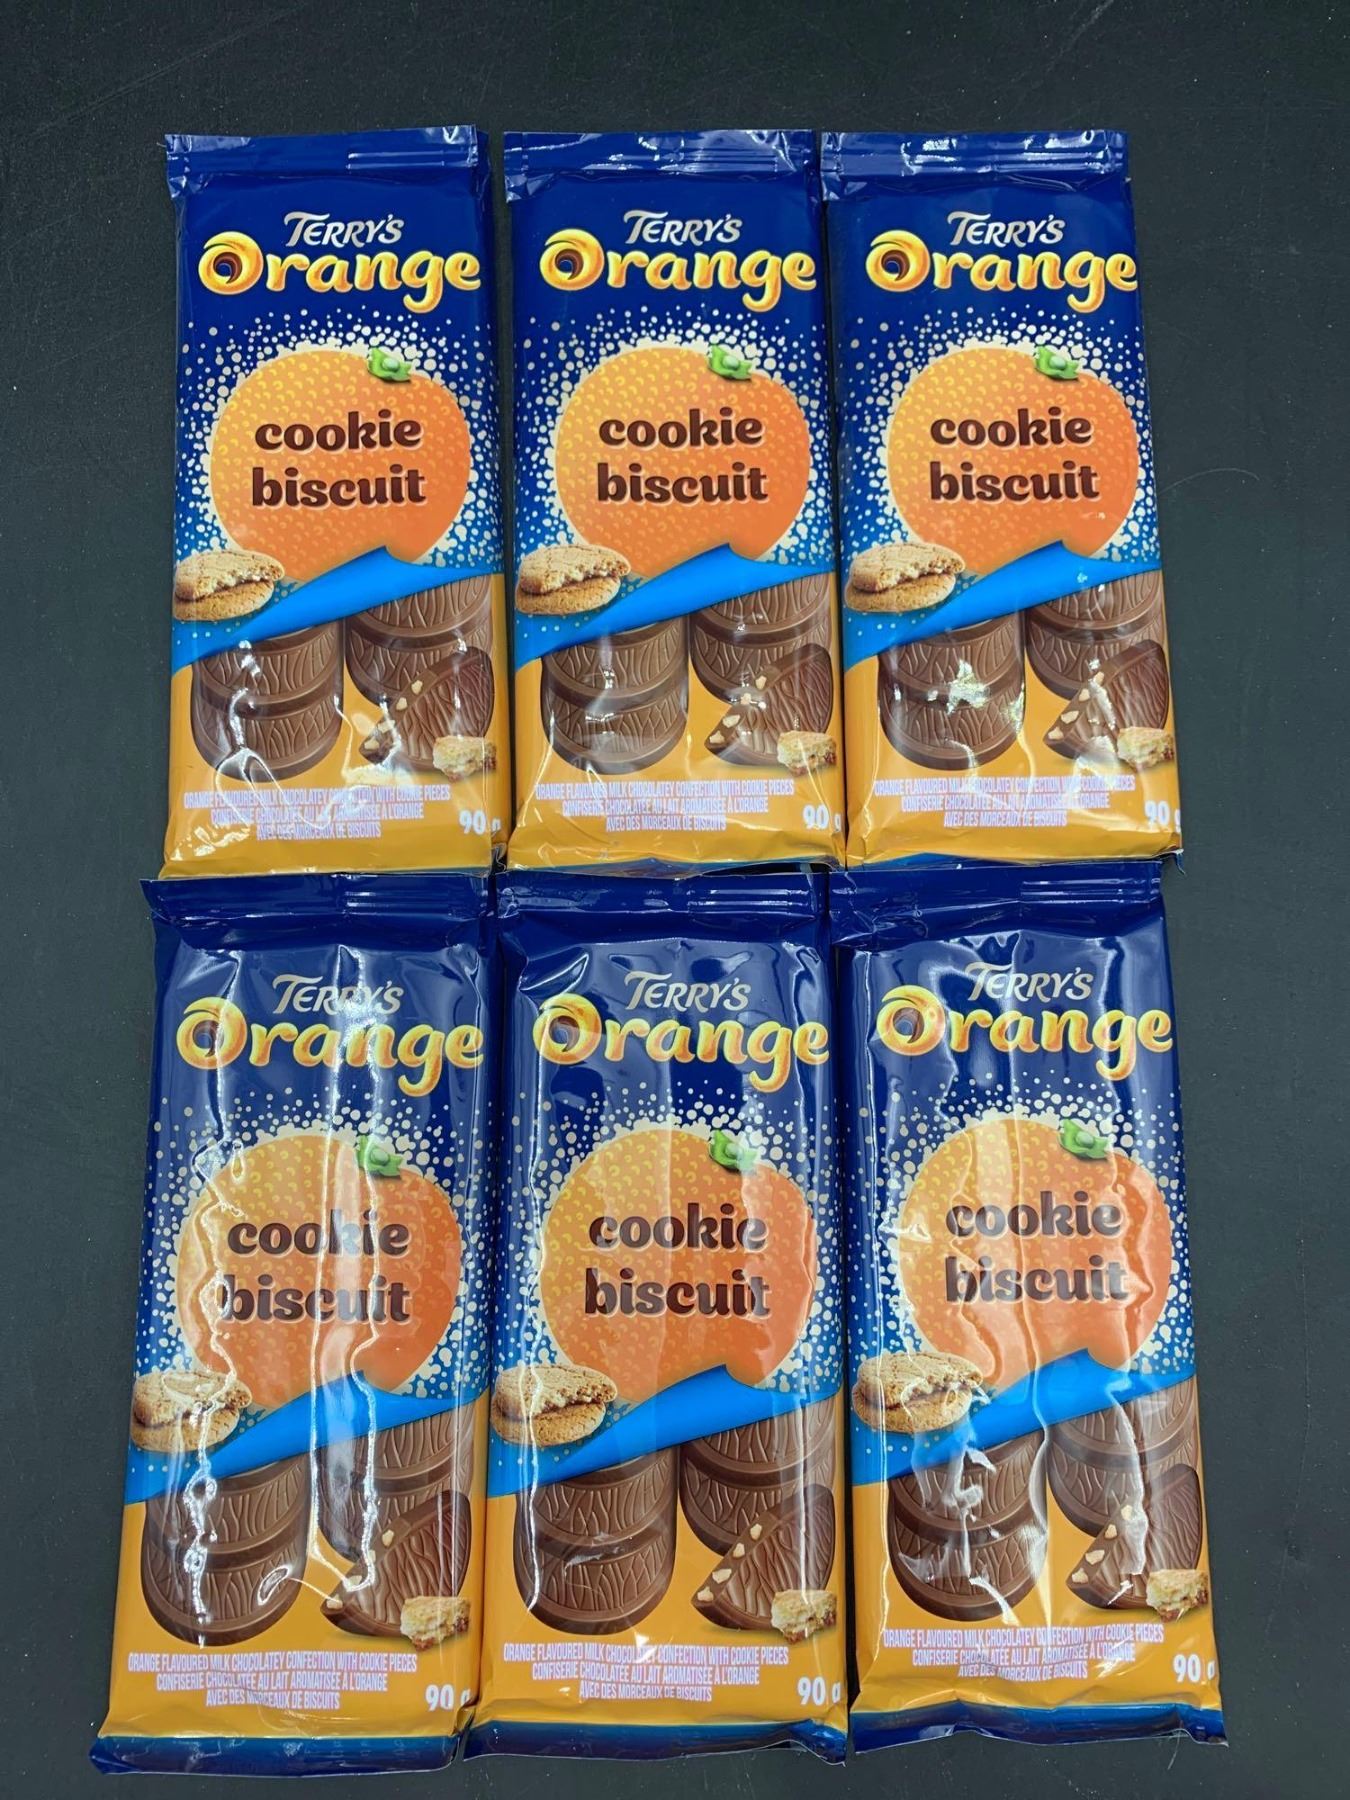 TERRY'S
Orange
cookie
biscuit
ORANGE FLAVOURED MILK CHOCOLATEY CONFECTION WITH COOKIE PIECES
CONFISERIE CHOCOLATÉE AU LAIT AROMATISÉE À L'ORANGE
AVEC DES MORCEAUX DE BISCUITS
90 g
TERRY'S
Orange
cookie
biscuit
ORANGE FLAVOURED MILK CHOCOLATEY CONFECTION WITH COOKIE PIECES
CONFISERIE CHOCOLATÉE AU LAIT AROMATISÉE À L'ORANGE
AVEC DES MORCEAUX DE BISCUITS
90 g
TERRY'S
Orange
cookie
biscuit
ORANGE FLAVOURED MILK CHOCOLATEY CONFECTION WITH COOKIE PIECES
CONFISERIE CHOCOLATÉE AU LAIT AROMATISÉE À L'ORANGE
AVEC DES MORCEAUX DE BISCUITS
90 g
TERRY'S
Orange
cookie
biscuit
ORANGE FLAVOURED MILK CHOCOLATEY CONFECTION WITH COOKIE PIECES
CONFISERIE CHOCOLATÉE AU LAIT AROMATISÉE À L'ORANGE
AVEC DES MORCEAUX DE BISCUITS
90 g
TERRY'S
Orange
cookie
biscuit
ORANGE FLAVOURED MILK CHOCOLATEY CONFECTION WITH COOKIE PIECES
CONFISERIE CHOCOLATÉE AU LAIT AROMATISÉE À L'ORANGE
AVEC DES MORCEAUX DE BISCUITS
90 g
TERRY'S
Orange
cookie
biscuit
ORANGE FLAVOURED MILK CHOCOLATEY CONFECTION WITH COOKIE PIECES
CONFISERIE CHOCOLATÉE AU LAIT AROMATISÉE À L'ORANGE
AVEC DES MORCEAUX DE BISCUITS
90 g